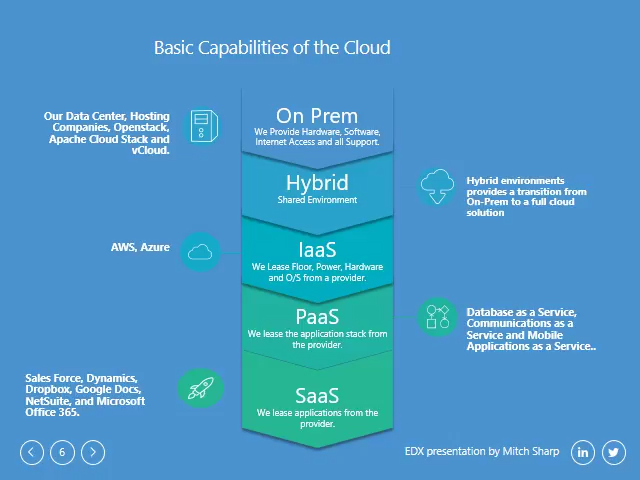 Basic Capabilities of the Cloud
Our Data Center, Hosting
Companies, Openstack,
Apache Cloud Stack and
vCloud.
On Prem
We Provide Hardware, Software,
Internet Access and all Support.
Hybrid
Shared Environment
Hybrid environments
provides a transition from
On-Prem to a full cloud
solution
AWS, Azure
IaaS
We Lease Floor, Power, Hardware
and O/S from a provider.
PaaS
We lease the application stack from
the provider.
Database as a Service,
Communications as a
Service and Mobile
Applications as a Service..
Sales Force, Dynamics,
Dropbox, Google Docs,
NetSuite, and Microsoft
Office 365.
SaaS
We lease applications from the
provider.
6
EDX presentation by Mitch Sharp
in